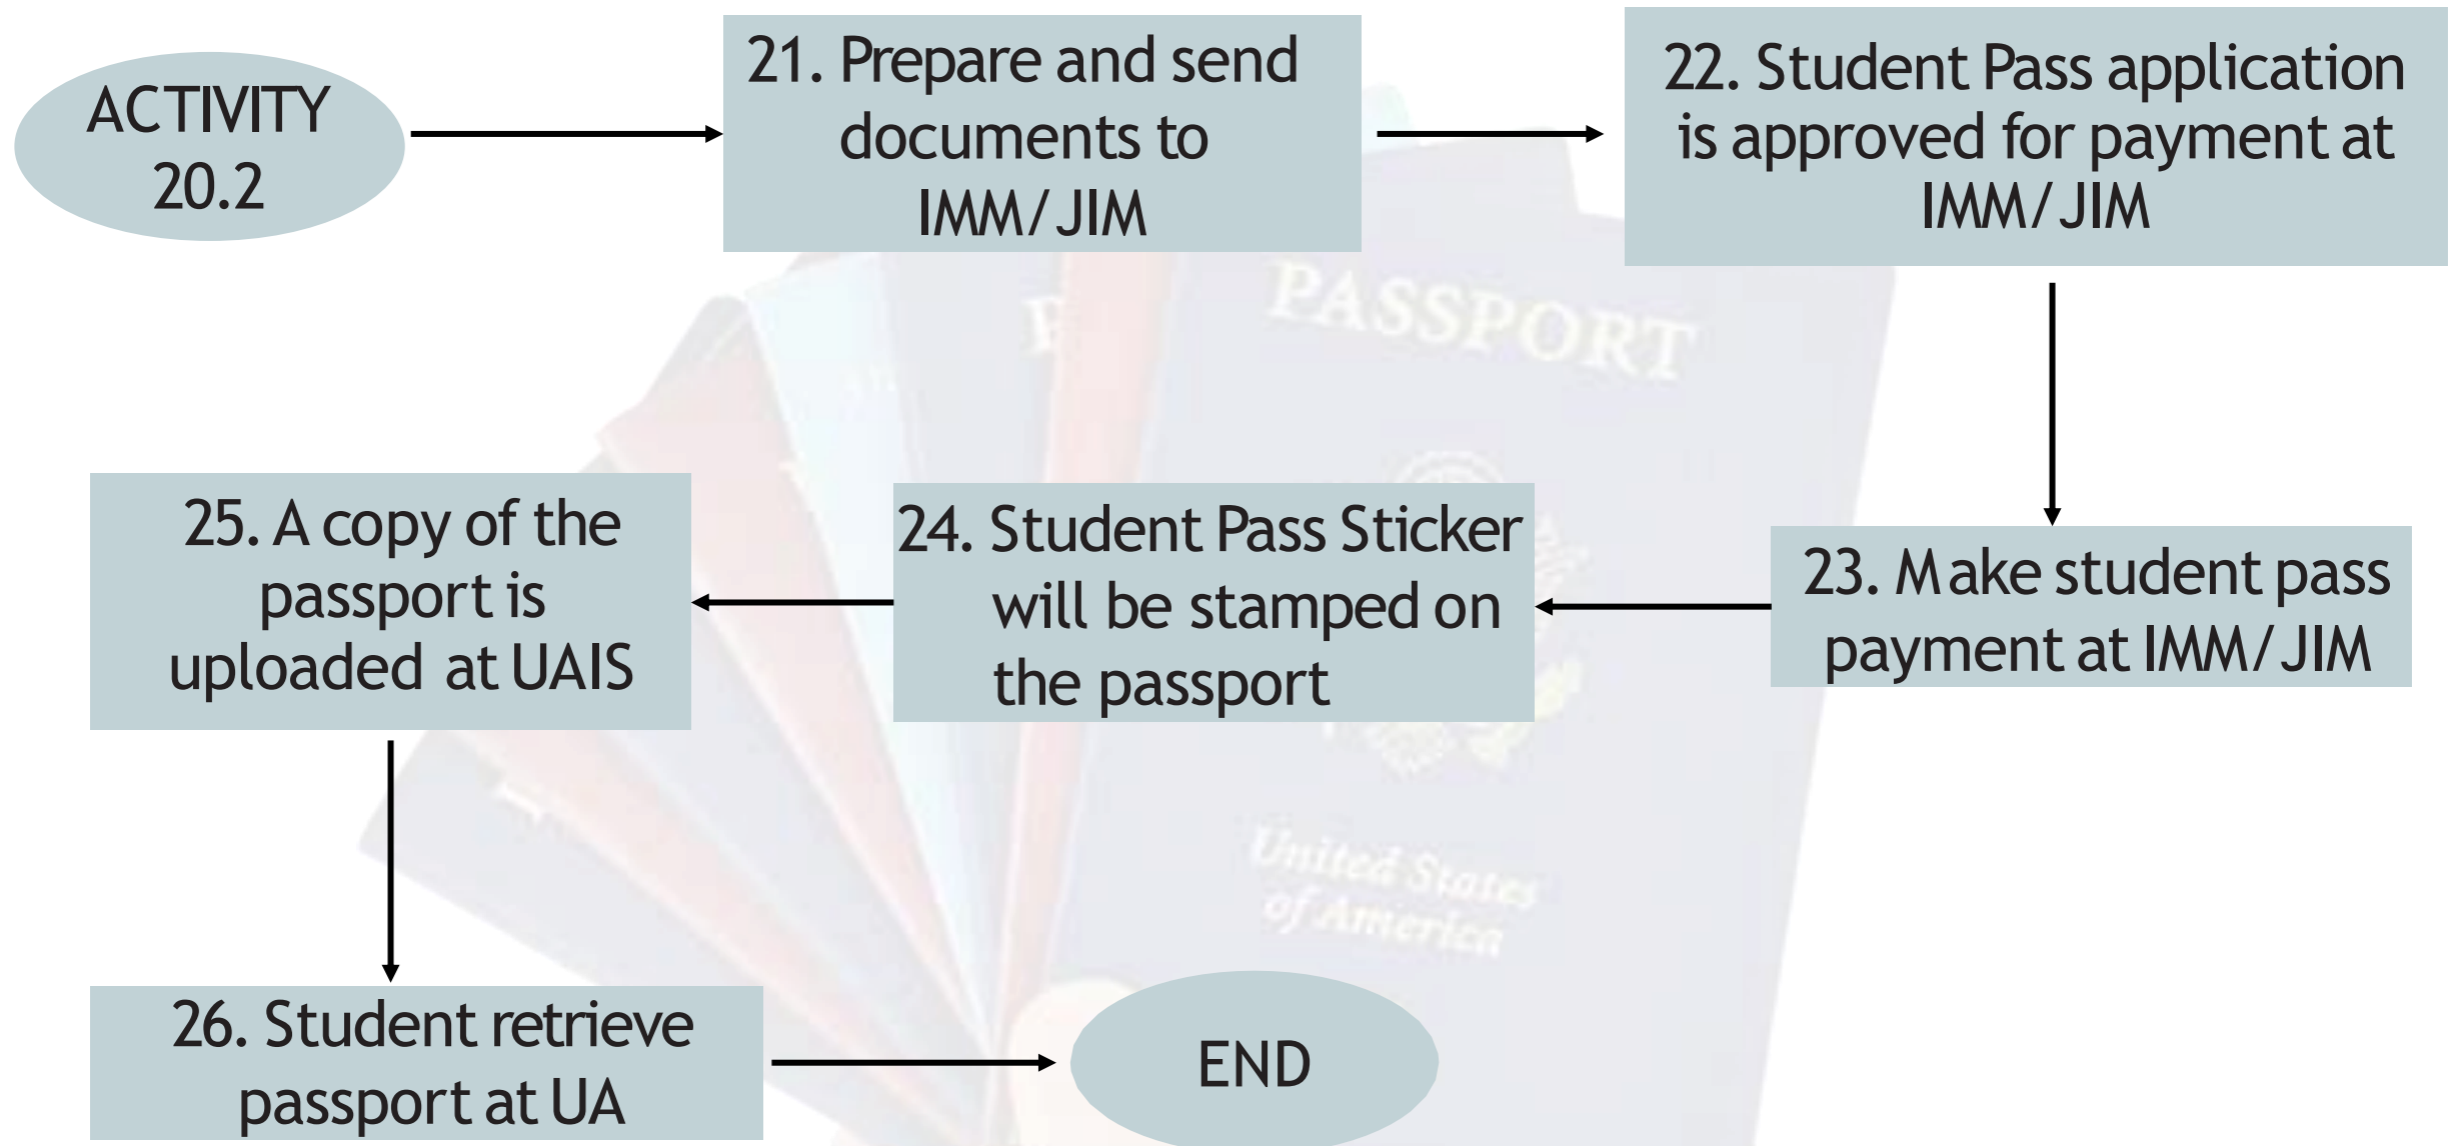 ACTIVITY
20.2
21. Prepare and send
documents to
IMM/JIM
22. Student Pass application
is approved for payment at
IMM/JIM
23. Make student pass
payment at IMM/JIM
24. Student Pass Sticker
will be stamped on
the passport
25. A copy of the
passport is
uploaded at UAIS
26. Student retrieve
passport at UA
END
PASSPORT
United States
of America